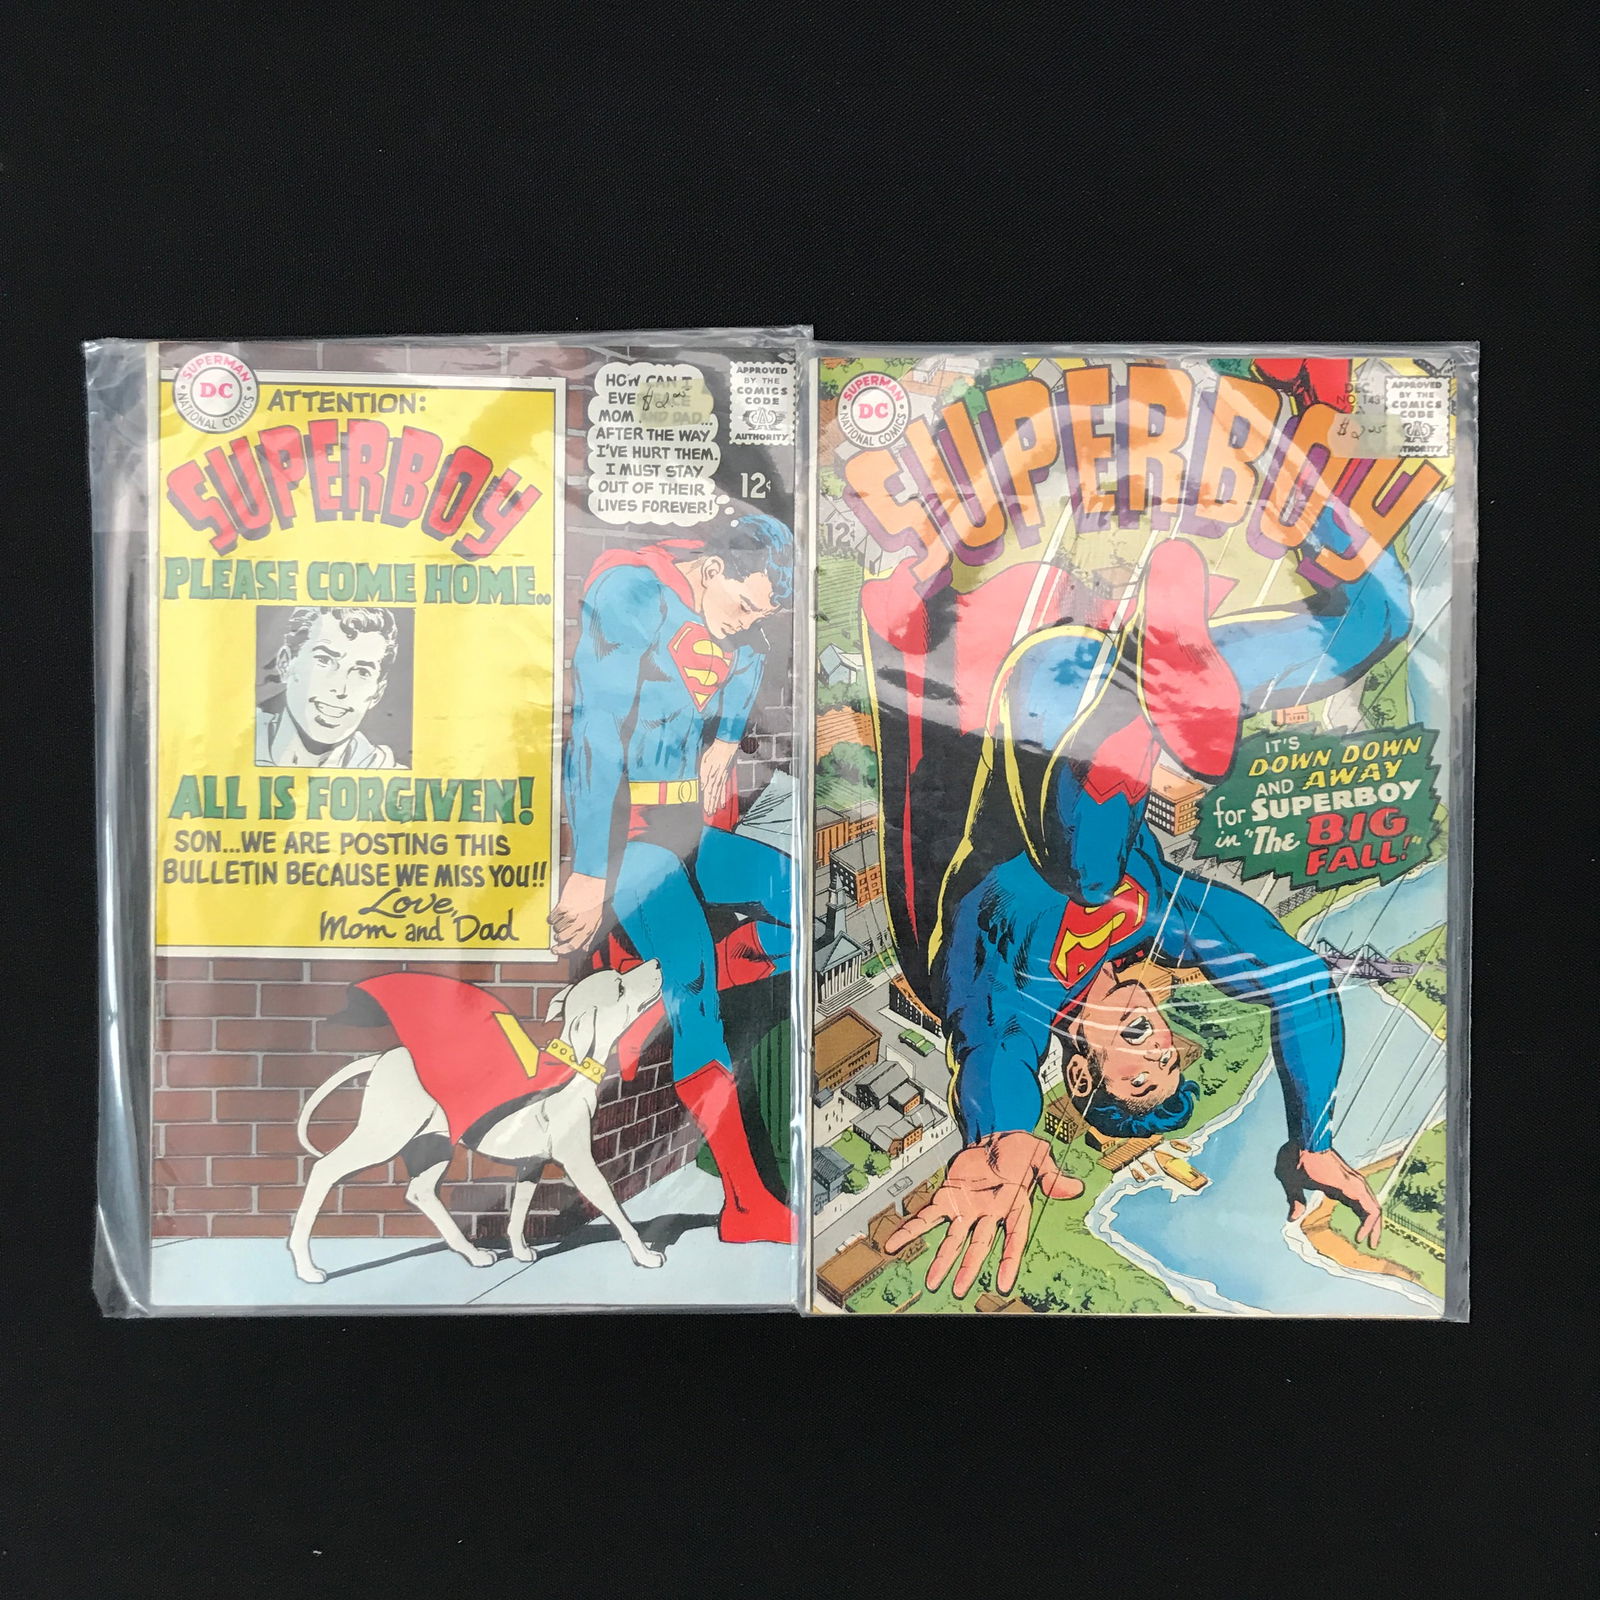 SUPERMAN
DC
NATIONAL COMICS
ATTENTION:
SUPERBOY
PLEASE COME HOME..
ALL IS FORGIVEN!
SON...WE ARE POSTING THIS
BULLETIN BECAUSE WE MISS YOU!!
Love,
Mom and Dad
HOW CAN I
EVER
MOM AND DAD...
AFTER THE WAY
I'VE HURT THEM.
I MUST STAY
OUT OF THEIR
LIVES FOREVER!
APPROVED
BY THE
COMICS
CODE
AUTHORITY
12¢
SUPERMAN
DC
NATIONAL COMICS
SUPERBOY
DEC.
NO. 143
APPROVED
BY THE
COMICS
CODE
AUTHORITY
12¢
IT'S
DOWN, DOWN
AND AWAY
for SUPERBOY
in "The BIG
FALL!"